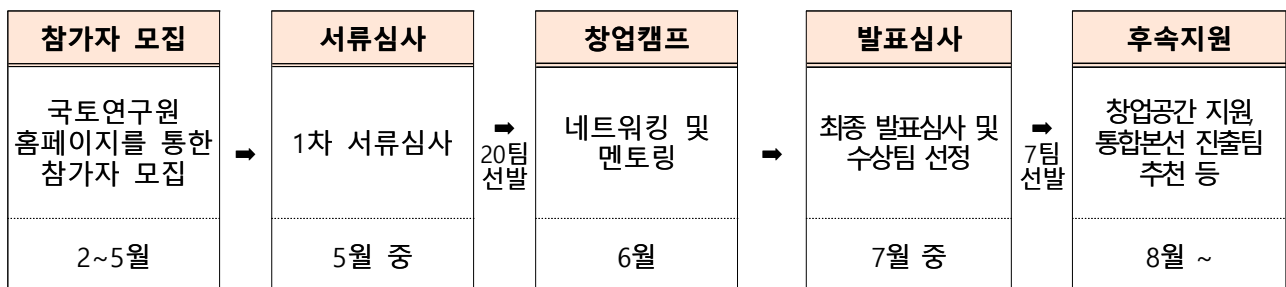 참가자 모집
국토연구원
홈페이지를 통한
참가자 모집
2~5월
➡
서류심사
1차 서류심사
5월 중
➡
20팀
선발
창업캠프
네트워킹 및
멘토링
6월
➡
발표심사
최종 발표심사 및
수상팀 선정
7월 중
➡
7팀
선발
후속지원
창업공간 지원,
통합본선 진출팀
추천 등
8월 ~